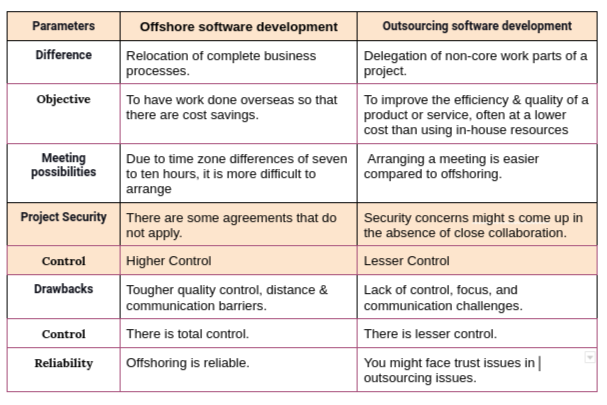 Parameters Offshore software development Outsourcing software development
Difference Relocation of complete business Delegation of non-core work parts of a
processes. project.
Objective To have work done overseas so that To improve the efficiency & quality of a
there are cost savings. product or service, often at a lower
cost than using in-house resources
Meeting Due to time zone differences of seven Arranging a meeting is easier
possibilities to ten hours, it is more difficult to compared to offshoring.
arrange
Project Security There are some agreements that do Security concerns might s come up in
not apply. the absence of close collaboration.
Control Higher Control Lesser Control
Drawbacks Tougher quality control, distance & Lack of control, focus, and
communication barriers. communication challenges.
Control There is total control. There is lesser control.
Reliability Offshoring is reliable. You might face trust issues in
outsourcing issues.